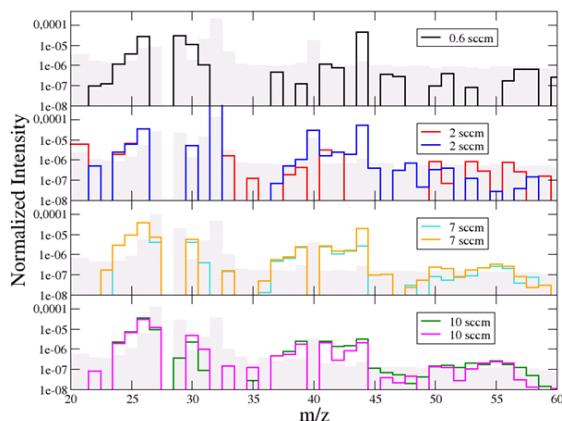 0,0001
1e-05
1e-06
1e-07
1e-08
0.6 sccm
0,0001
1e-05
1e-06
1e-07
1e-08
2 sccm
2 sccm
0,0001
1e-05
1e-06
1e-07
1e-08
7 sccm
7 sccm
0,0001
1e-05
1e-06
1e-07
1e-08
10 sccm
10 sccm
20 25 30 35 40 45 50 55 60
m/z
Normalized Intensity